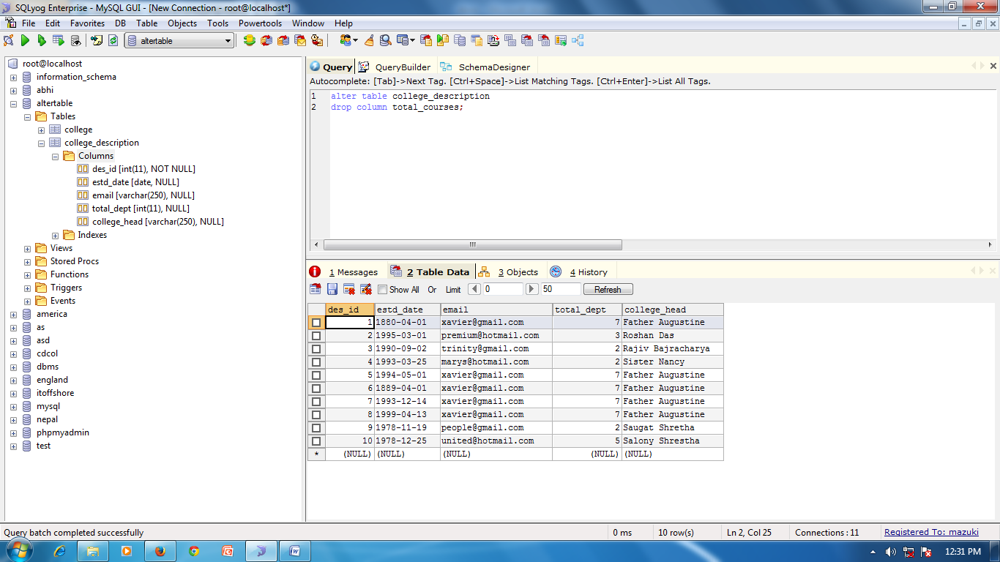 SQLyog Enterprise - MySQL GUI - [New Connection - root@localhost*]
File Edit Favorites DB Table Objects Tools Powertools Window Help
altertable
root@localhost
information_schema
abhi
altertable
Tables
college
college_description
Columns
des_id [int(11), NOT NULL]
estd_date [date, NULL]
email [varchar(250), NULL]
total_dept [int(11), NULL]
college_head [varchar(250), NULL]
Indexes
Views
Stored Procs
Functions
Triggers
Events
america
as
asd
cdcol
dbms
england
itoffshore
mysql
nepal
phpmyadmin
test
Query QueryBuilder SchemaDesigner
Autocomplete: [Tab]->Next Tag. [Ctrl+Space]->List Matching Tags. [Ctrl+Enter]->List All Tags.
1 alter table college_description
2 drop column total_courses;
1 Messages 2 Table Data 3 Objects 4 History
Show All Or Limit 0 50 Refresh
des_id estd_date email total_dept college_head
1 1880-04-01 xavier@gmail.com 7 Father Augustine
2 1995-03-01 premium@hotmail.com 3 Roshan Das
3 1990-09-02 trinity@gmail.com 2 Rajiv Bajracharya
4 1993-03-25 marys@hotmail.com 2 Sister Nancy
5 1994-05-01 xavier@gmail.com 7 Father Augustine
6 1889-04-01 xavier@gmail.com 7 Father Augustine
7 1993-12-14 xavier@gmail.com 7 Father Augustine
8 1999-04-13 xavier@gmail.com 7 Father Augustine
9 1978-11-19 people@gmail.com 2 Saugat Shretha
10 1978-12-25 united@hotmail.com 5 Salony Shrestha
* (NULL) (NULL) (NULL) (NULL) (NULL)
Query batch completed successfully 0 ms 10 row(s) Ln 2, Col 25 Connections : 11 Registered To: mazuki
12:31 PM